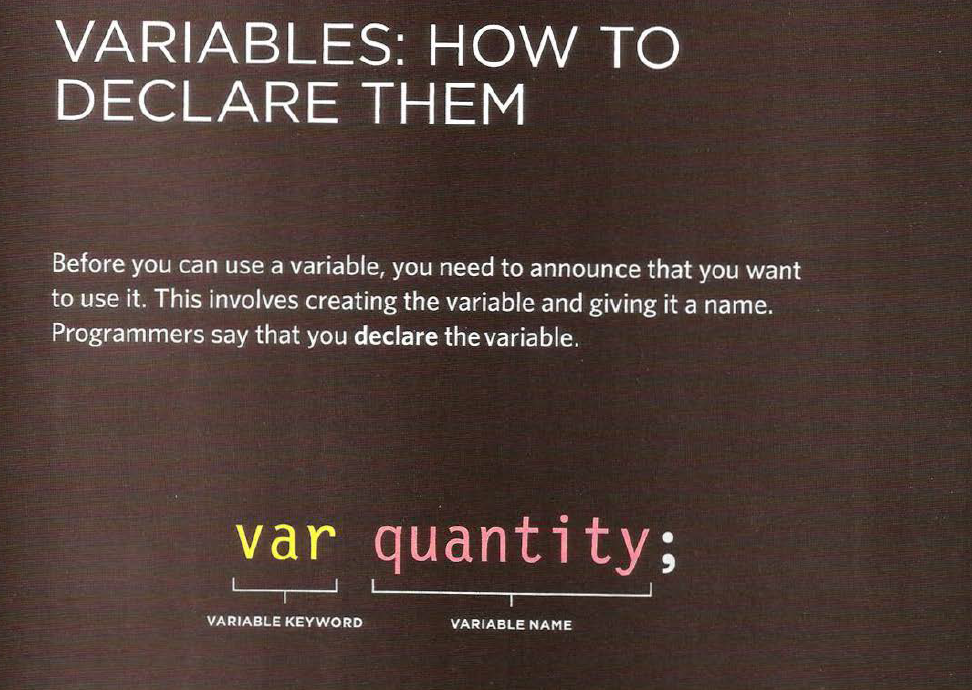 VARIABLES: HOW TO
DECLARE THEM
Before you can use a variable, you need to announce that you want
to use it. This involves creating the variable and giving it a name.
Programmers say that you declare the variable.
var quantity;
VARIABLE KEYWORD VARIABLE NAME